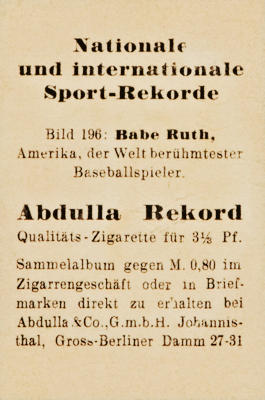 Nationale
und internationale
Sport-Rekorde
Bild 196: Babe Ruth,
Amerika, der Welt berühmtester
Baseballspieler.
Abdulla Rekord
Qualitäts-Zigarette für 3⅓ Pf.
Sammelalbum gegen M. 0,80 im
Zigarrengeschäft oder in Brief-
marken direkt zu erhalten bei
Abdulla & Co., G.m.b.H. Johannis-
thal, Gross-Berliner Damm 27-31